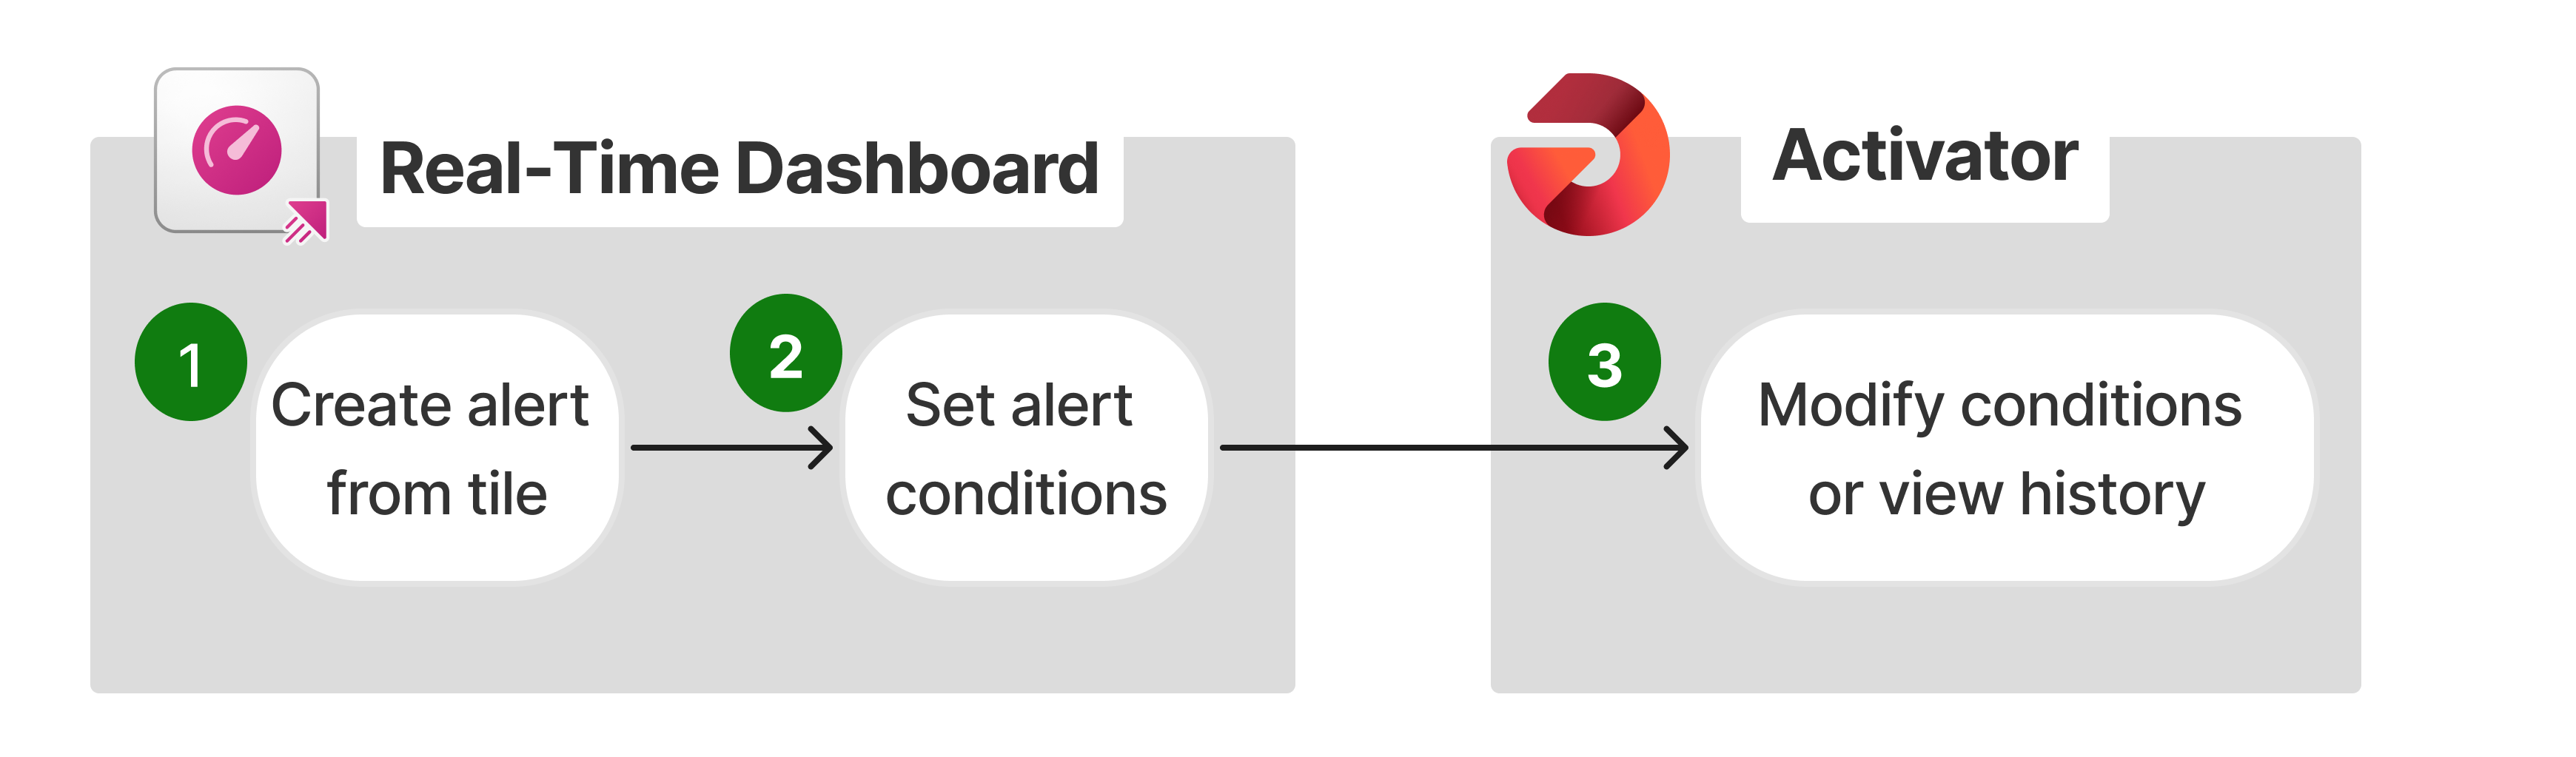 Real-Time Dashboard
1
Create alert
from tile
2
Set alert
conditions
Activator
3
Modify conditions
or view history